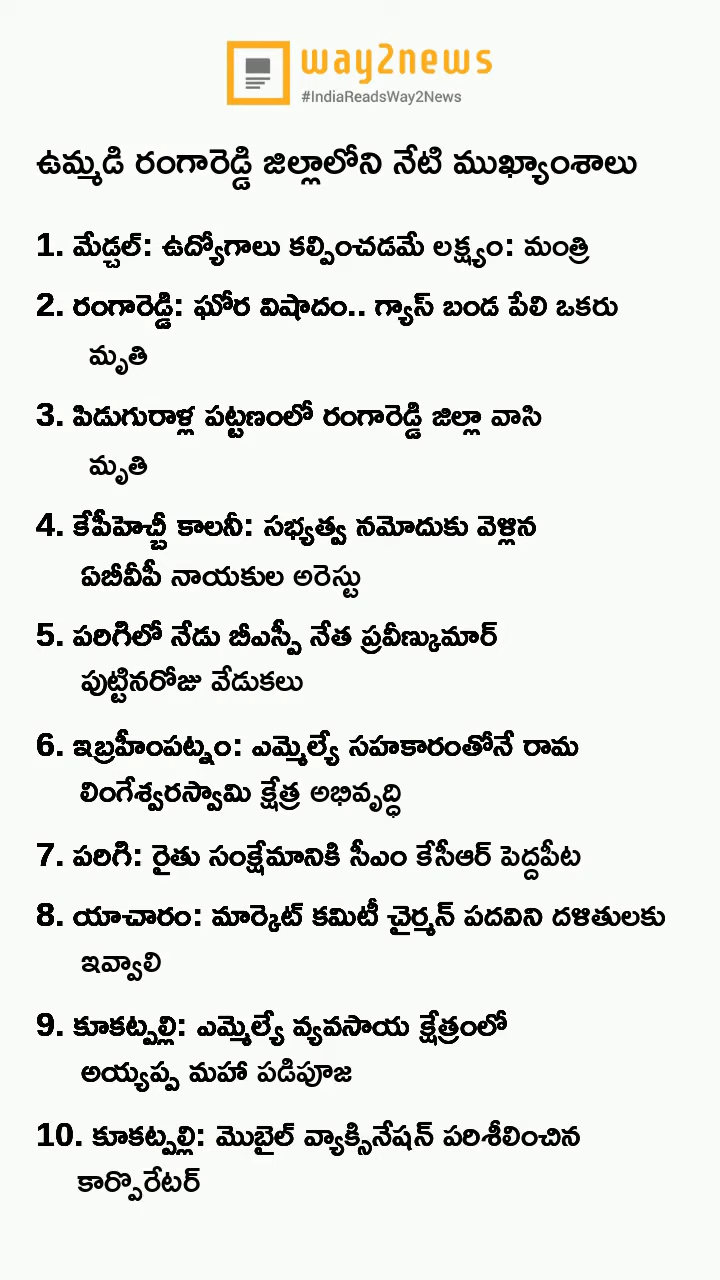 way2news
#IndiaReadsWay2News
ఉమ్మడి రంగారెడ్డి జిల్లాలోని నేటి ముఖ్యాంశాలు
1. మేడ్చల్: ఉద్యోగాలు కల్పించడమే లక్ష్యం: మంత్రి
2. రంగారెడ్డి: ఘోర విషాదం.. గ్యాస్ బండ పేలి ఒకరు
మృతి
3. పిడుగురాళ్ల పట్టణంలో రంగారెడ్డి జిల్లా వాసి
మృతి
4. కేపీహెచ్బీ కాలనీ: సభ్యత్వ నమోదుకు వెళ్లిన
ఏబీవీపీ నాయకుల అరెస్టు
5. పరిగిలో నేడు బీఎస్పీ నేత ప్రవీణ్కుమార్
పుట్టినరోజు వేడుకలు
6. ఇబ్రహీంపట్నం: ఎమ్మెల్యే సహకారంతోనే రామ
లింగేశ్వరస్వామి క్షేత్ర అభివృద్ధి
7. పరిగి: రైతు సంక్షేమానికి సీఎం కేసీఆర్ పెద్దపీట
8. యాచారం: మార్కెట్ కమిటీ చైర్మన్ పదవిని దళితులకు
ఇవ్వాలి
9. కూకట్పల్లి: ఎమ్మెల్యే వ్యవసాయ క్షేత్రంలో
అయ్యప్ప మహా పడిపూజ
10. కూకట్పల్లి: మొబైల్ వ్యాక్సినేషన్ పరిశీలించిన
కార్పొరేటర్